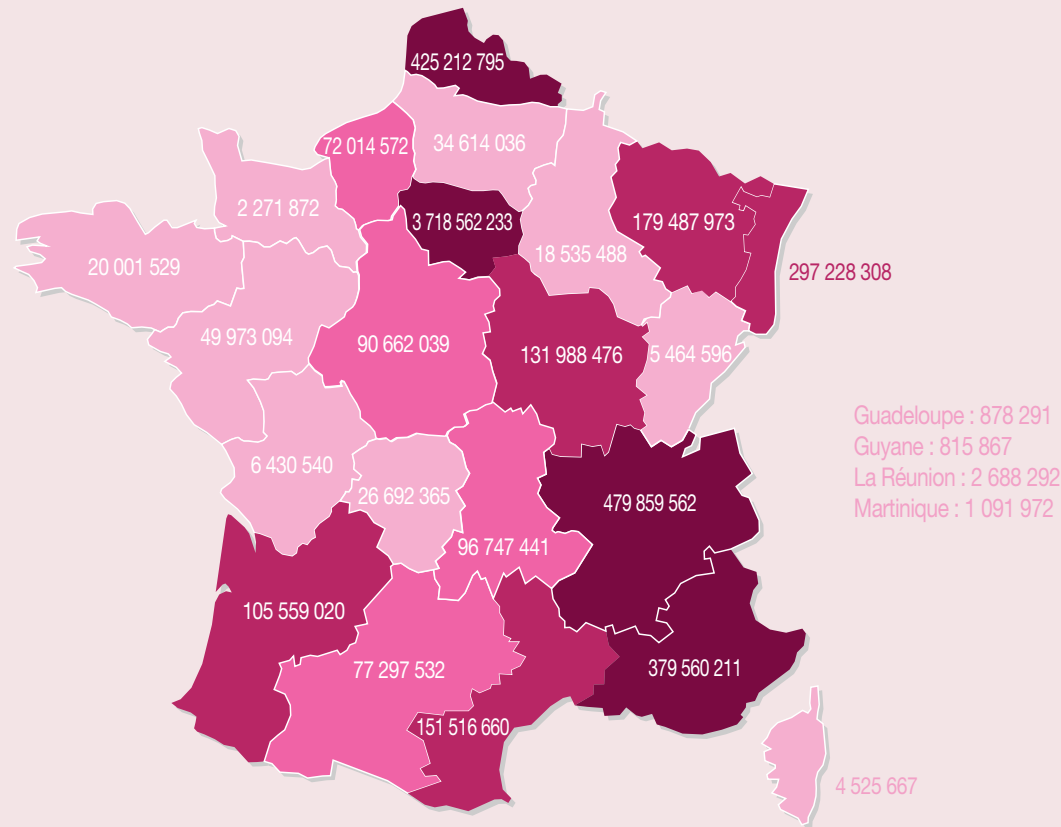 425 212 795
72 014 572
34 614 036
2 271 872
3 718 562 233
179 487 973
18 535 488
20 001 529
297 228 308
49 973 094
90 662 039
131 988 476
5 464 596
Guadeloupe : 878 291
Guyane : 815 867
La Réunion : 2 688 292
Martinique : 1 091 972
6 430 540
26 692 365
479 859 562
96 747 441
105 559 020
77 297 532
379 560 211
151 516 660
4 525 667